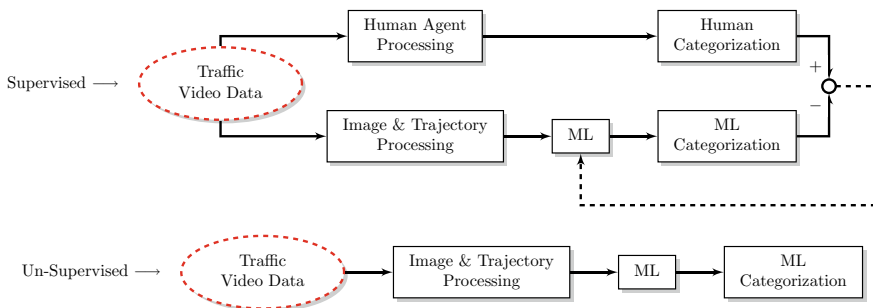 Human Agent
Processing
Human
Categorization
Supervised →
Traffic
Video Data
+
−
Image & Trajectory
Processing
ML
ML
Categorization
Un-Supervised →
Traffic
Video Data
Image & Trajectory
Processing
ML
ML
Categorization